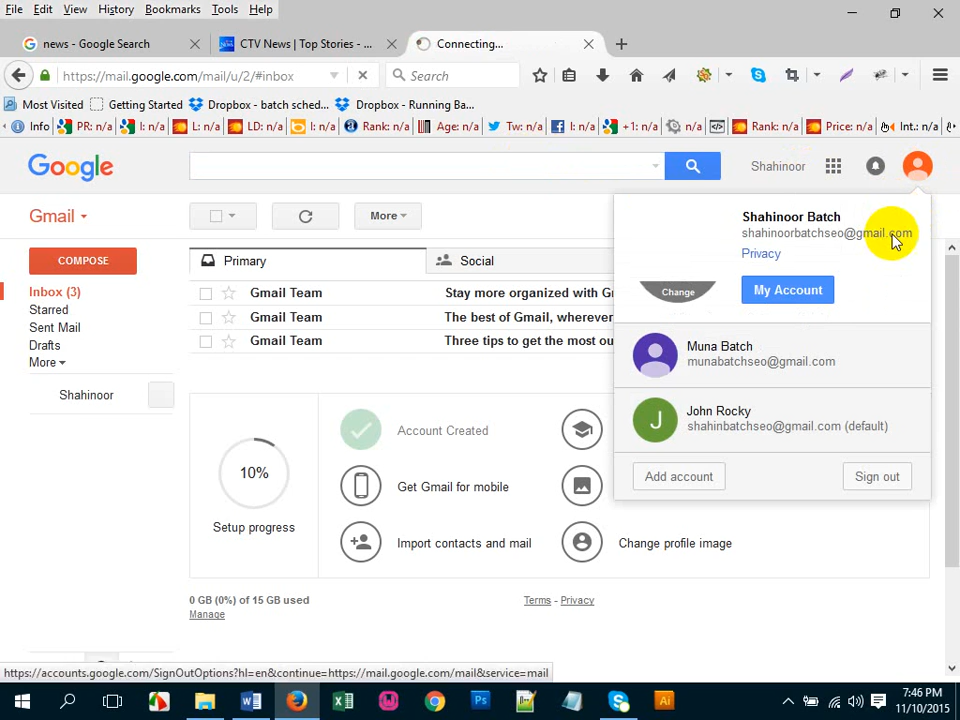 File Edit View History Bookmarks Tools Help
news - Google Search
CTV News | Top Stories - ...
Connecting...
https://mail.google.com/mail/u/2/#inbox
Search
Most Visited Getting Started Dropbox - batch sched... Dropbox - Running Ba...
Info PR: n/a I: n/a L: n/a LD: n/a I: n/a Rank: n/a Age: n/a Tw: n/a I: n/a +1: n/a n/a Rank: n/a Price: n/a Int.: n/a
Google
Shahinoor
Gmail
More
COMPOSE
Inbox (3)
Starred
Sent Mail
Drafts
More
Shahinoor
Primary
Social
Gmail Team Stay more organized with G
Gmail Team The best of Gmail, wherever
Gmail Team Three tips to get the most ou
10%
Setup progress
Account Created
Get Gmail for mobile
Import contacts and mail
Change profile image
0 GB (0%) of 15 GB used
Manage
Terms - Privacy
Shahinoor Batch
shahinoorbatchseo@gmail.com
Privacy
Change
My Account
Muna Batch
munabatchseo@gmail.com
J
John Rocky
shahinbatchseo@gmail.com (default)
Add account
Sign out
https://accounts.google.com/SignOutOptions?hl=en&continue=https://mail.google.com/mail&service=mail
7:46 PM
11/10/2015